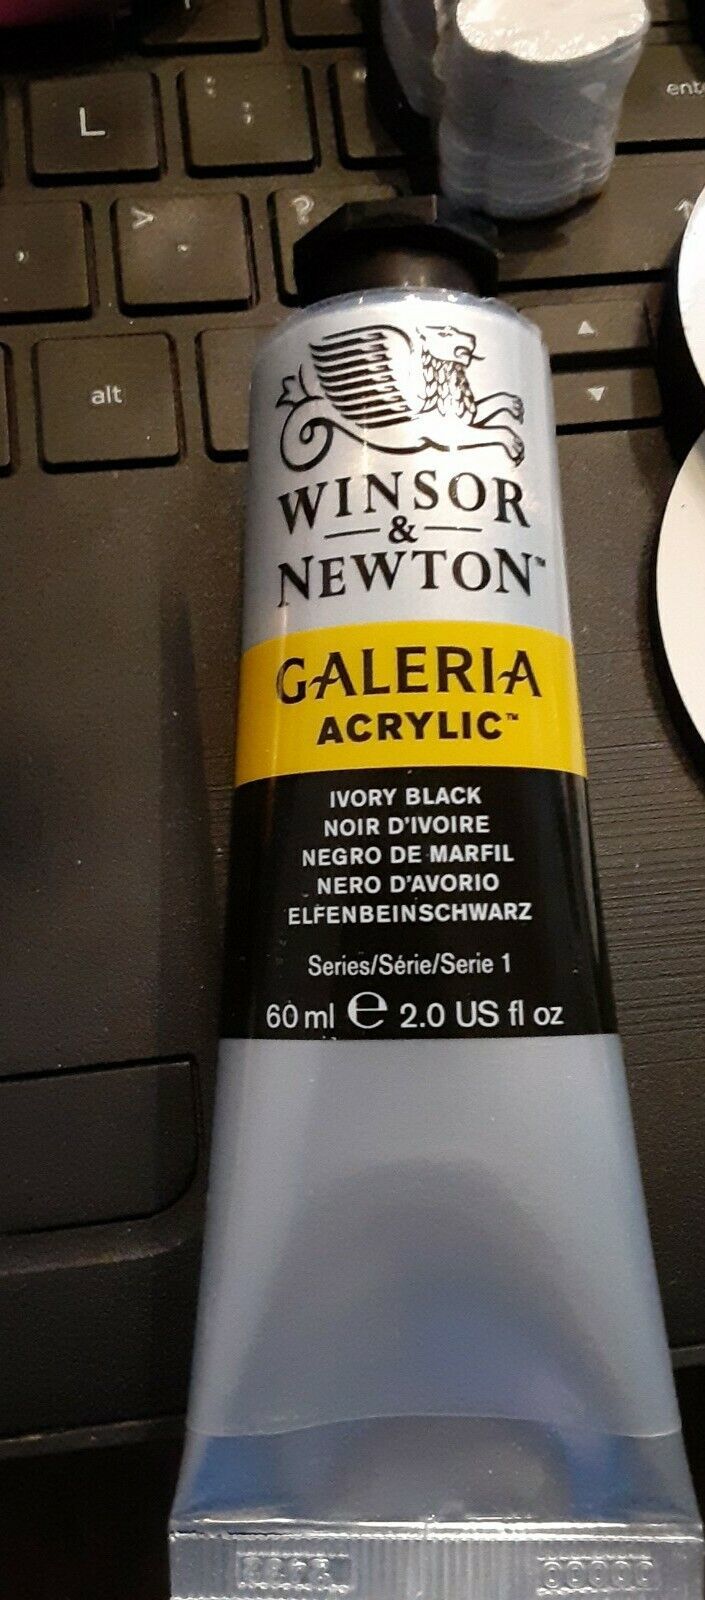 L
: ;
ente
> .
?
,
alt
▲
▼
WINSOR
&
NEWTON™
GALERIA
ACRYLIC™
IVORY BLACK
NOIR D'IVOIRE
NEGRO DE MARFIL
NERO D'AVORIO
ELFENBEINSCHWARZ
Series/Série/Serie 1
60 ml ℮ 2.0 US fl oz